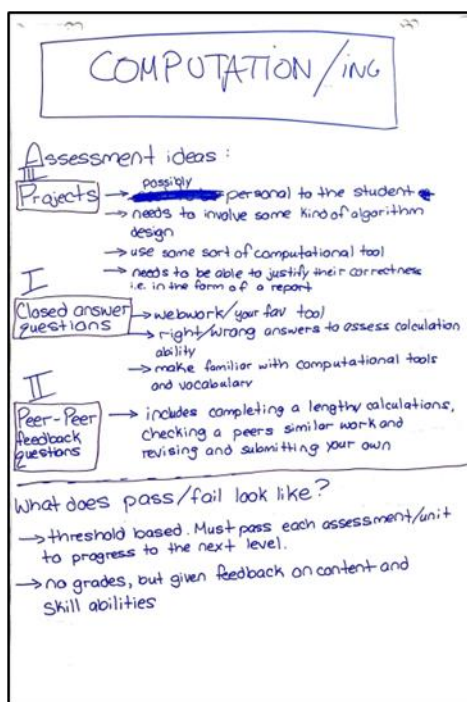 COMPUTATION/ING
Assessment ideas :
III
possibly
Projects → personal to the student
→ needs to involve some kind of algorithm
design
→ use some sort of computational tool
→ needs to be able to justify their correctness
i.e. in the form of a report
I
Closed answer → webwork/your fav tool
questions → right/wrong answers to assess calculation
ability
→ make familiar with computational tools
and vocabulary
II
Peer-Peer → includes completing a lengthy calculations,
feedback checking a peers similar work and
questions revising and submitting your own
What does pass/fail look like?
→ threshold based. Must pass each assessment/unit
to progress to the next level.
→ no grades, but given feedback on content and
skill abilities